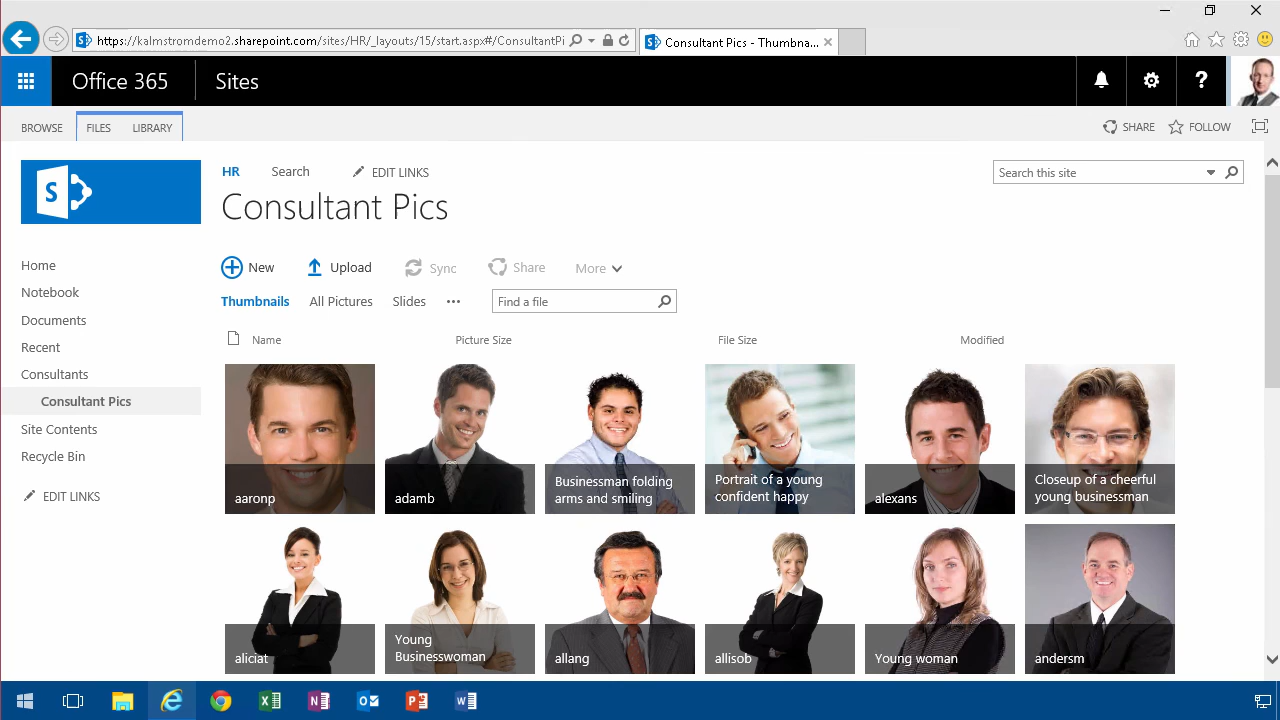 https://kalmstromdemo2.sharepoint.com/sites/HR/_layouts/15/start.aspx#/ConsultantPi
Consultant Pics - Thumbna...
Office 365
Sites
?
BROWSE
FILES
LIBRARY
SHARE
FOLLOW
S
HR
Search
EDIT LINKS
Search this site
Consultant Pics
Home
Notebook
Documents
Recent
Consultants
Consultant Pics
Site Contents
Recycle Bin
EDIT LINKS
New
Upload
Sync
Share
More
Thumbnails
All Pictures
Slides
...
Find a file
Name
Picture Size
File Size
Modified
aaronp
adamb
Businessman folding
arms and smiling
Portrait of a young
confident happy
alexans
Closeup of a cheerful
young businessman
aliciat
Young
Businesswoman
allang
allisob
Young woman
andersm